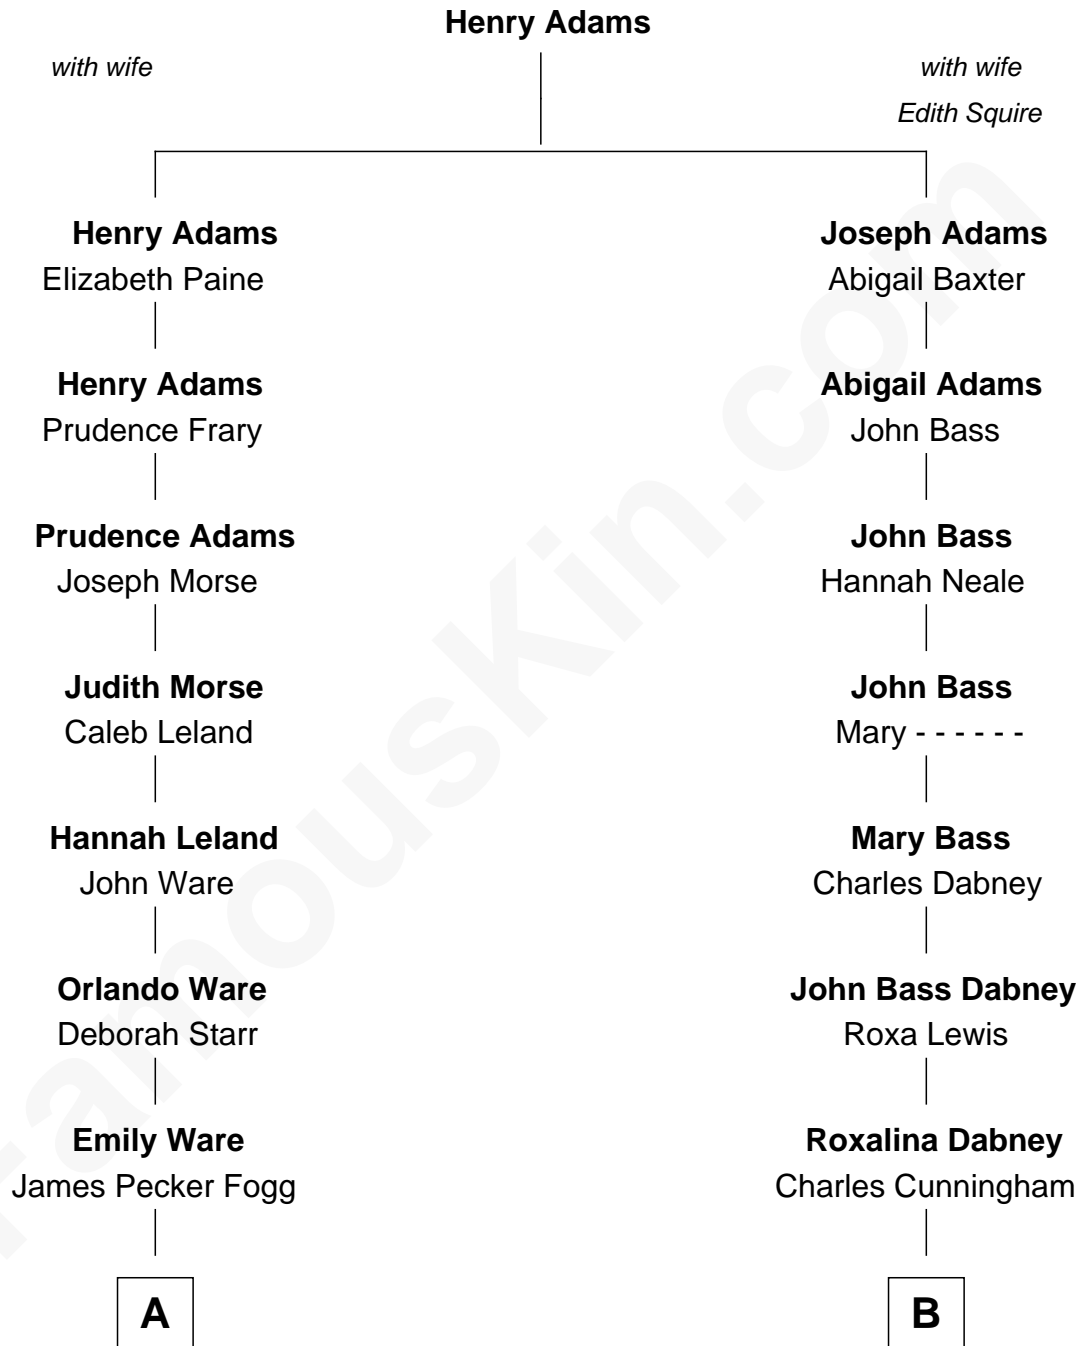 Henry Adams
with wife
with wife
Edith Squire
Henry Adams
Elizabeth Paine
Joseph Adams
Abigail Baxter
Henry Adams
Prudence Frary
Abigail Adams
John Bass
Prudence Adams
Joseph Morse
John Bass
Hannah Neale
Judith Morse
Caleb Leland
John Bass
Mary - - - - - -
Hannah Leland
John Ware
Mary Bass
Charles Dabney
Orlando Ware
Deborah Starr
John Bass Dabney
Roxa Lewis
Emily Ware
James Pecker Fogg
Roxalina Dabney
Charles Cunningham
A
B
FamousKin.com